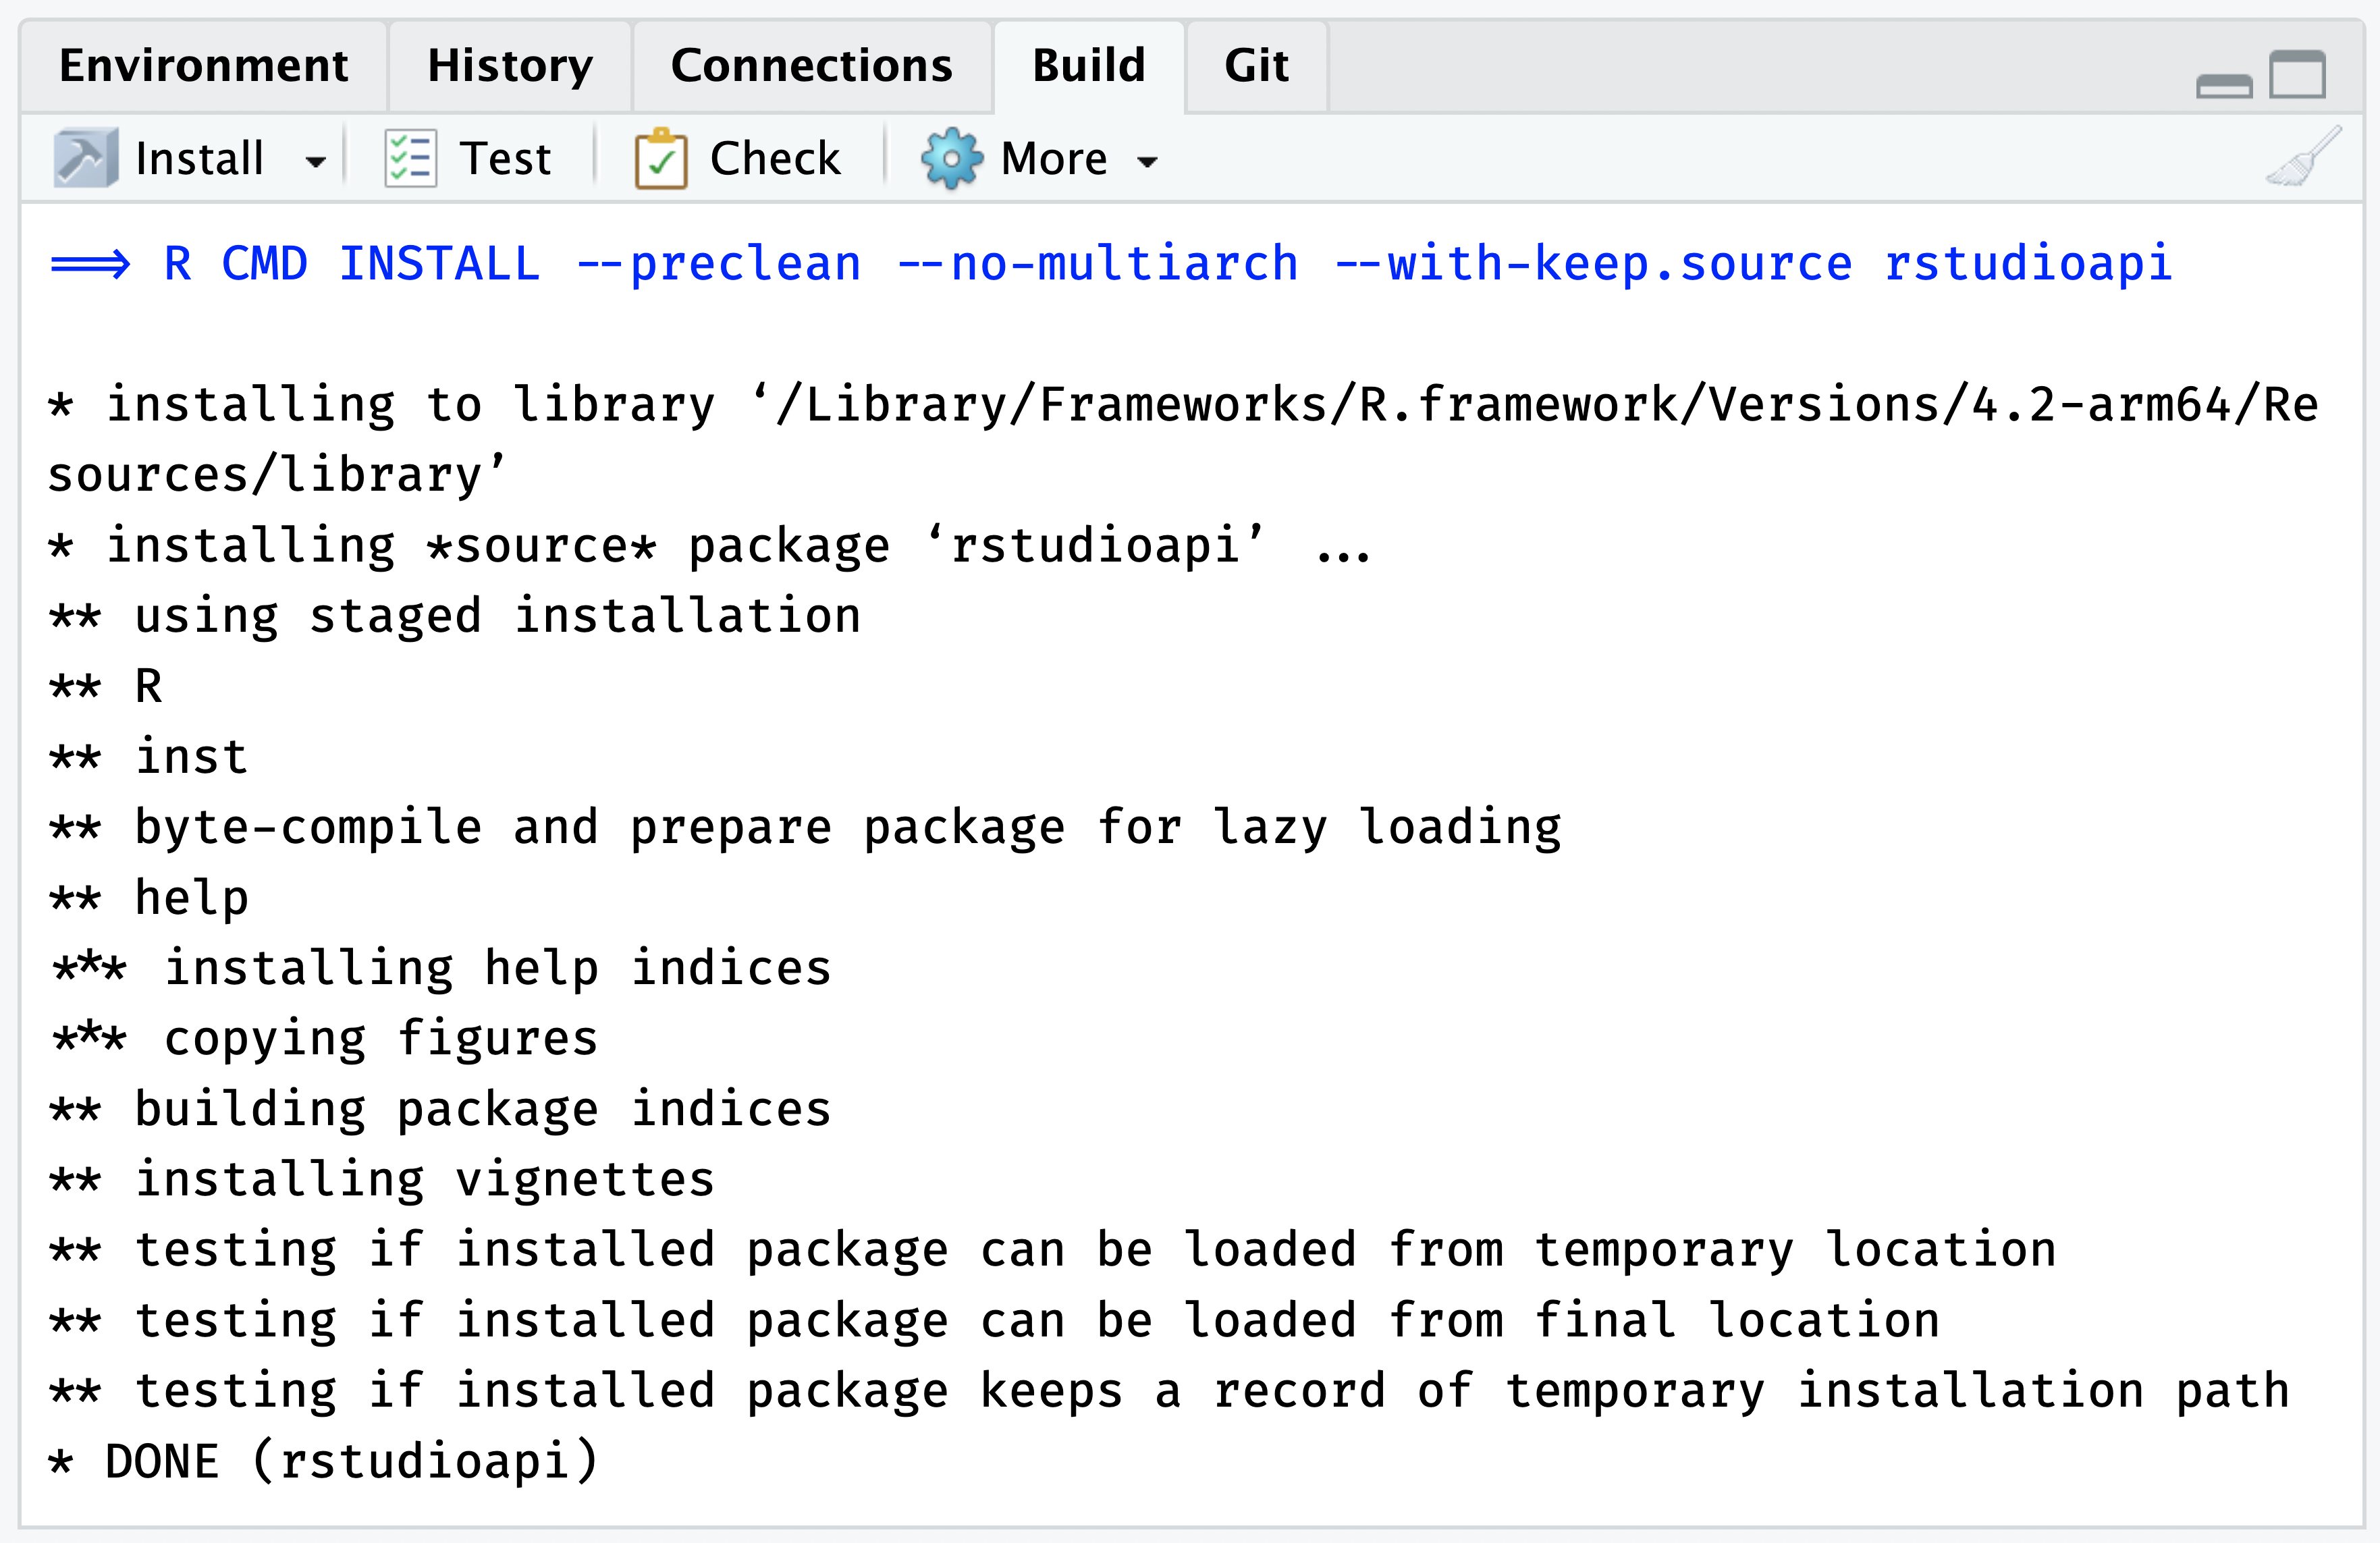 Environment History Connections Build Git
Install Test Check More
==> R CMD INSTALL --preclean --no-multiarch --with-keep.source rstudioapi
* installing to library ‘/Library/Frameworks/R.framework/Versions/4.2-arm64/Re
sources/library’
* installing *source* package ‘rstudioapi’ ...
** using staged installation
** R
** inst
** byte-compile and prepare package for lazy loading
** help
*** installing help indices
*** copying figures
** building package indices
** installing vignettes
** testing if installed package can be loaded from temporary location
** testing if installed package can be loaded from final location
** testing if installed package keeps a record of temporary installation path
* DONE (rstudioapi)